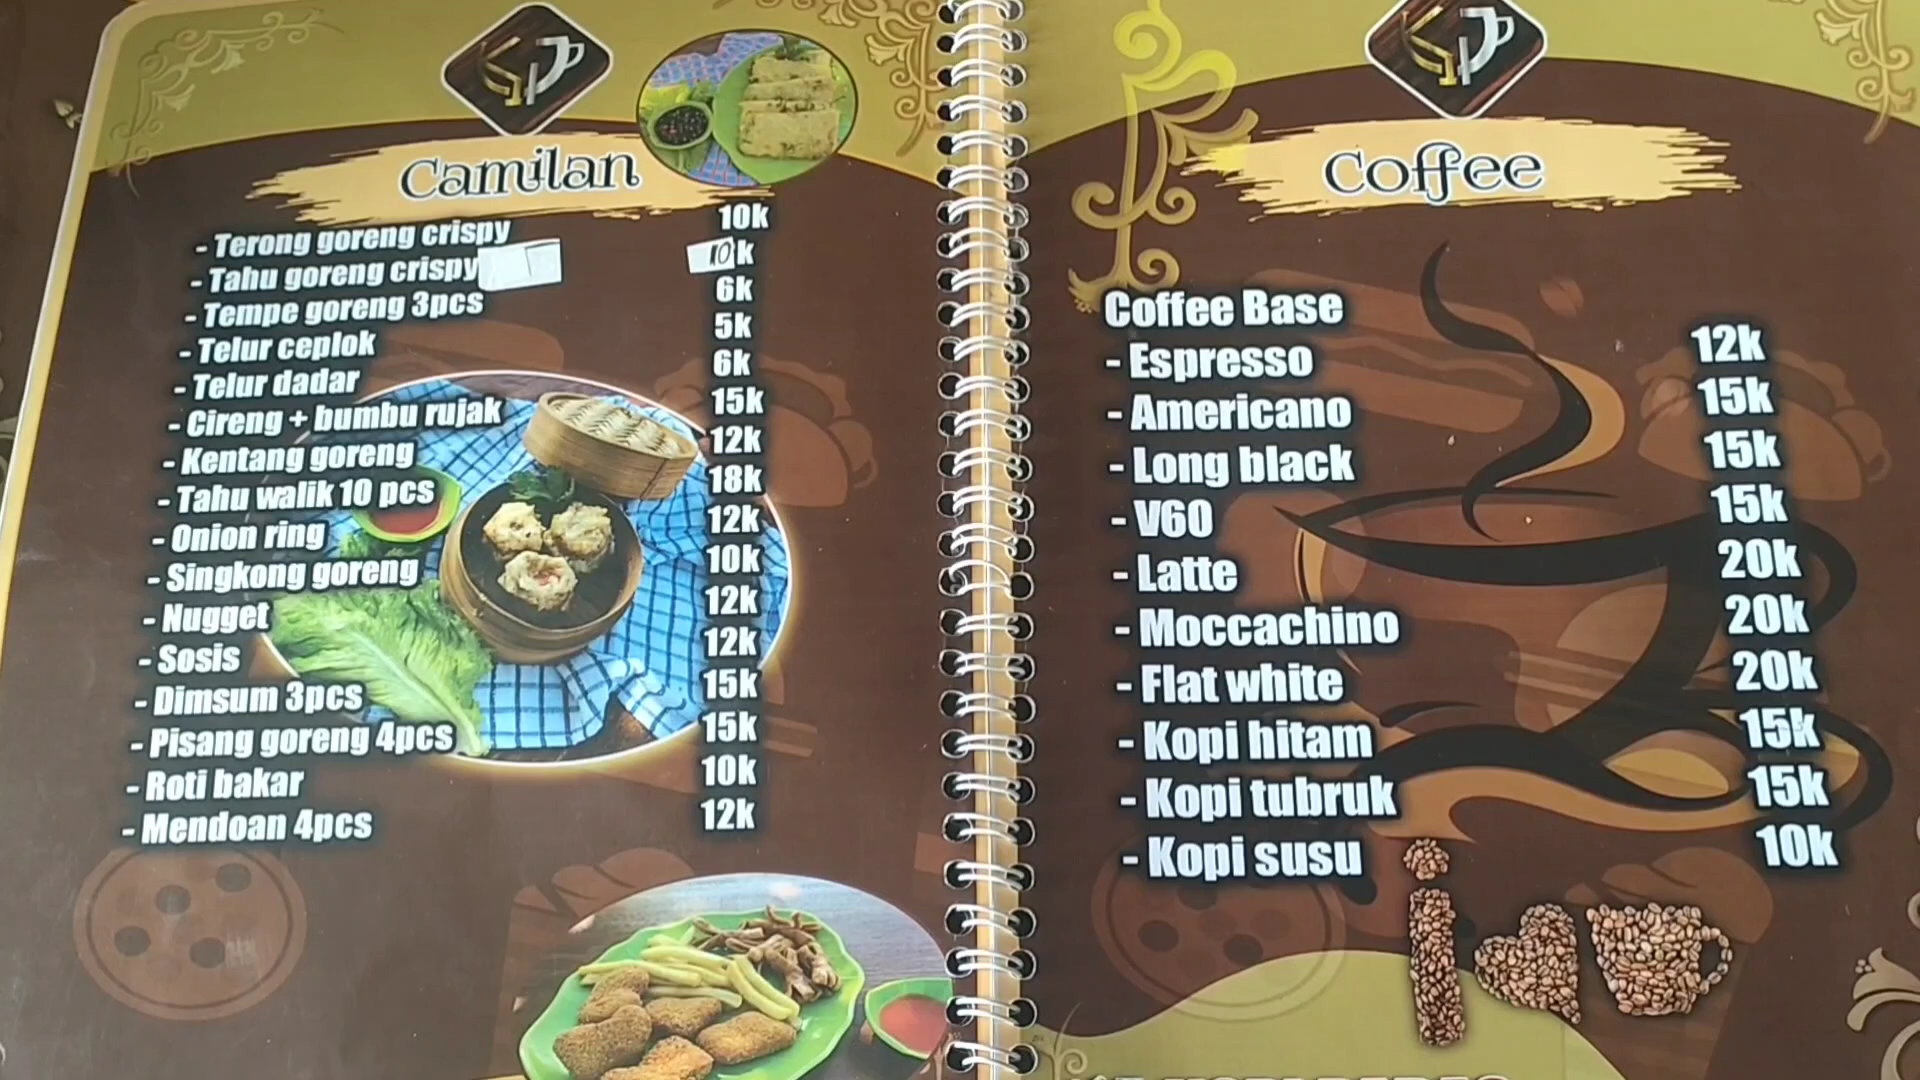 Camilan
- Terong goreng crispy 10k
- Tahu goreng crispy 10k
- Tempe goreng 3pcs 6k
- Telur ceplok 5k
- Telur dadar 6k
- Cireng + bumbu rujak 15k
- Kentang goreng 12k
- Tahu walik 10 pcs 18k
- Onion ring 12k
- Singkong goreng 10k
- Nugget 12k
- Sosis 12k
- Dimsum 3pcs 15k
- Pisang goreng 4pcs 15k
- Roti bakar 10k
- Mendoan 4pcs 12k
Coffee
Coffee Base
- Espresso 12k
- Americano 15k
- Long black 15k
- V60 15k
- Latte 20k
- Moccachino 20k
- Flat white 20k
- Kopi hitam 15k
- Kopi tubruk 15k
- Kopi susu 10k
i